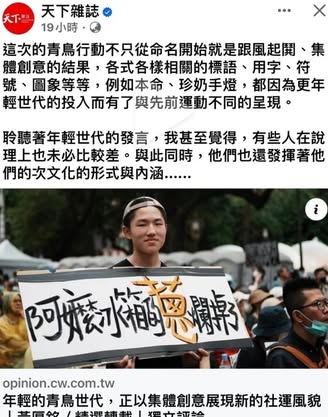 天下雜誌
19小時
這次的青鳥行動不只從命名開始就是跟風起鬨、集
體創意的結果，各式各樣相關的標語、用字、符
號、圖象等等，例如本命、珍奶手燈，都因為更年
輕世代的投入而有了與先前運動不同的呈現。
聆聽著年輕世代的發言，我甚至覺得，有些人在說
理上也未必比較差。與此同時，他們也還發揮著他
們的次文化的形式與內涵......
阿嬤冰箱的蔥爛掉了
opinion.cw.com.tw
年輕的青鳥世代，正以集體創意展現新的社運風貌